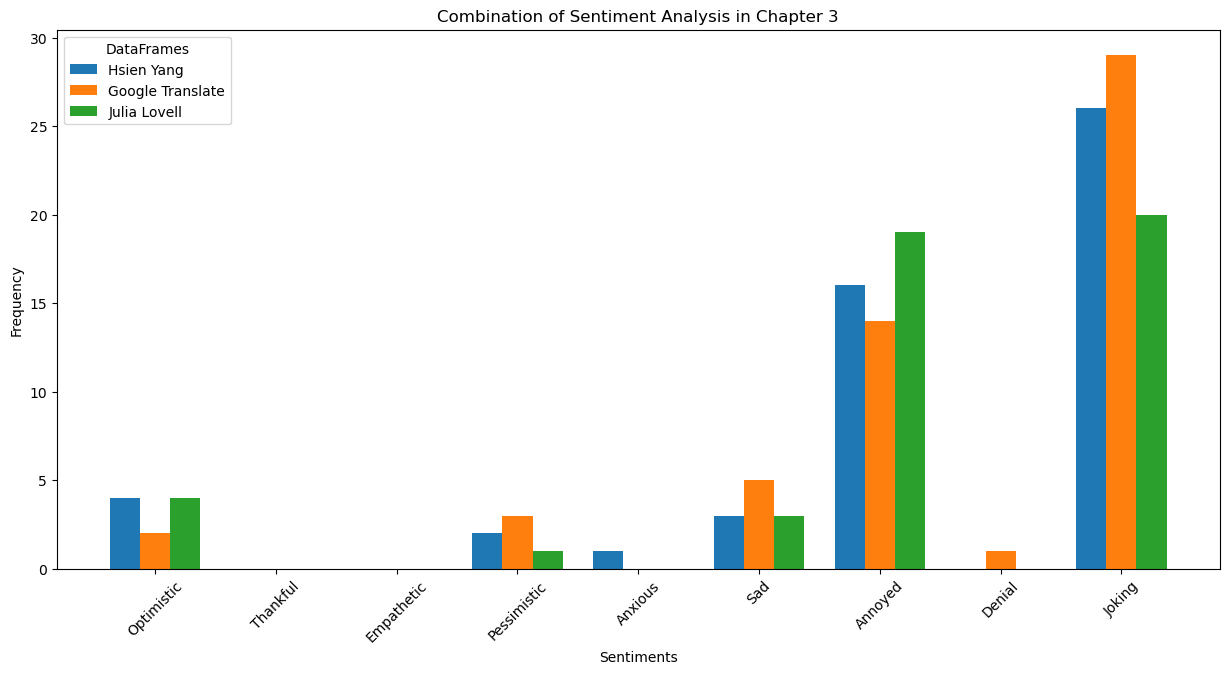 Combination of Sentiment Analysis in Chapter 3
DataFrames
Hsien Yang
Google Translate
Julia Lovell
Frequency
30
25
20
15
10
5
0
Optimistic
Thankful
Empathetic
Pessimistic
Anxious
Sad
Annoyed
Denial
Joking
Sentiments